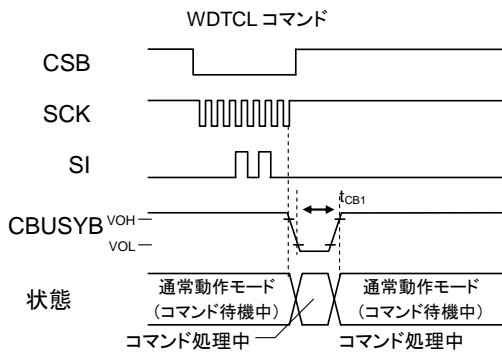 WDTCL コマンド
CSB
SCK
SI
tCB1
CBUSYB
VOH
VOL
状態
通常動作モード
（コマンド待機中）
通常動作モード
（コマンド待機中）
コマンド処理中
コマンド処理中